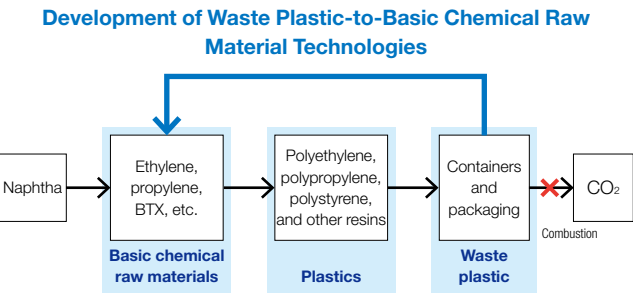 Development of Waste Plastic-to-Basic Chemical Raw
Material Technologies
Naphtha
Ethylene,
propylene,
BTX, etc.
Polyethylene,
polypropylene,
polystyrene,
and other resins
Containers
and
packaging
CO₂
Combustion
Basic chemical
raw materials
Plastics
Waste
plastic